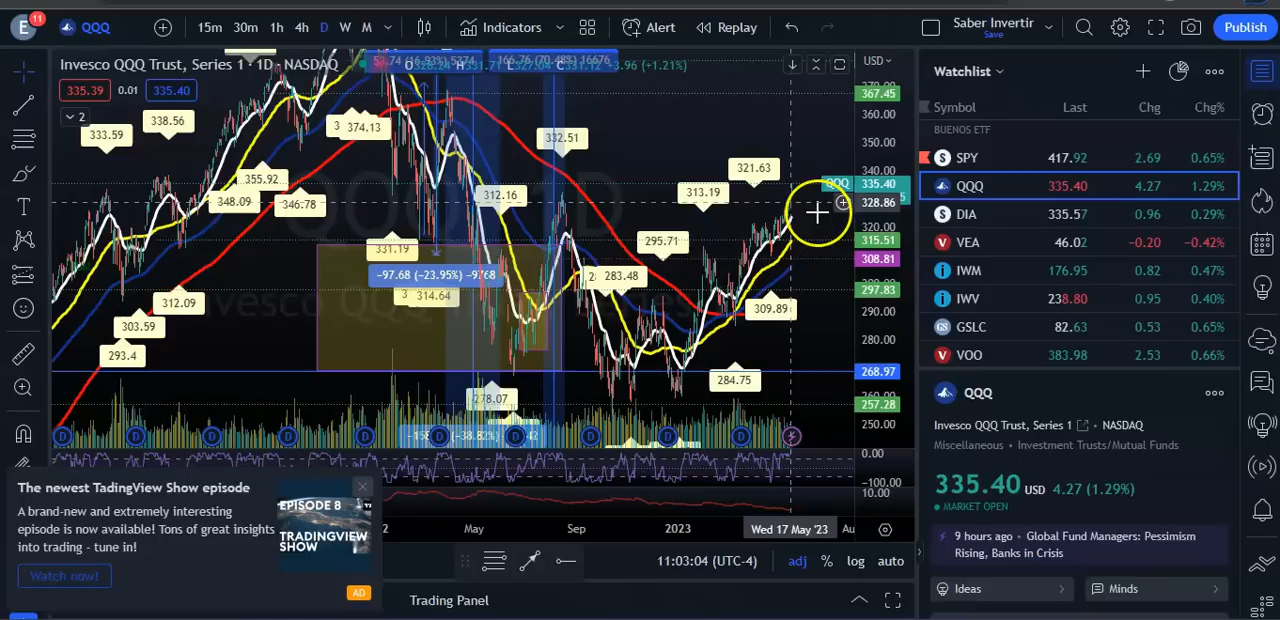 E 11 QQQ 15m 30m 1h 4h D W M Indicators Alert Replay Saber Invertir Save Publish
Invesco QQQ Trust, Series 1 · 1D · NASDAQ
+1.21%)
USD
335.39 0.01 335.40
2
333.59
338.56
374.13
332.51
355.92
348.09
346.78
312.16
313.19
321.63
331.19
295.71
−97.68 (−23.95%) −9768
314.64
283.48
312.09
303.59
293.4
309.89
284.75
278.07
370.00
367.45
360.00
350.00
340.00
QQQ 335.40
328.86
320.00
315.51
308.81
297.83
290.00
280.00
268.97
257.28
250.00
0.00
−100.00
10.00
D D D D D D D D D D
May Sep 2023 Wed 17 May '23 Au
11:03:04 (UTC-4) adj % log auto
Trading Panel
The newest TadingView Show episode
A brand-new and extremely interesting
episode is now available! Tons of great insights
into trading - tune in!
Watch now!
EPISODE 8
TRADINGVIEW
SHOW
AD
Watchlist
Symbol Last Chg Chg%
BUENOS ETF
SPY 417.92 2.69 0.65%
QQQ 335.40 4.27 1.29%
DIA 335.57 0.96 0.29%
VEA 46.02 −0.20 −0.42%
IWM 176.95 0.82 0.47%
IWV 238.80 0.95 0.40%
GSLC 82.63 0.53 0.65%
VOO 383.98 2.53 0.66%
QQQ
Invesco QQQ Trust, Series 1 NASDAQ
Miscellaneous • Investment Trusts/Mutual Funds
335.40 USD 4.27 (1.29%)
MARKET OPEN
9 hours ago • Global Fund Managers: Pessimism
Rising, Banks in Crisis
Ideas Minds